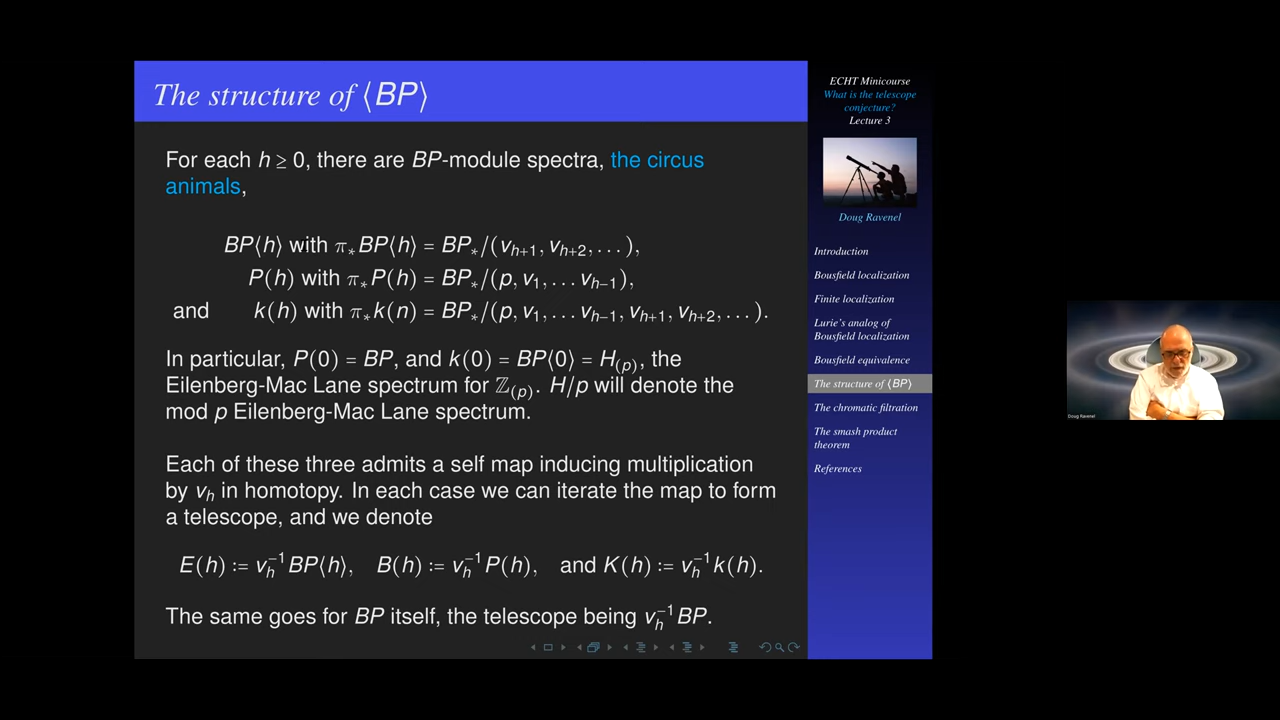 The structure of ⟨BP⟩
For each h ≥ 0, there are BP-module spectra, the circus
animals,
BP⟨h⟩ with π∗BP⟨h⟩ = BP∗/(vₕ₊₁, vₕ₊₂, . . . ),
P(h) with π∗P(h) = BP∗/(p, v₁, . . . vₕ₋₁),
and k(h) with π∗k(n) = BP∗/(p, v₁, . . . vₕ₋₁, vₕ₊₁, vₕ₊₂, . . . ).
In particular, P(0) = BP, and k(0) = BP⟨0⟩ = H₍ₚ₎, the
Eilenberg-Mac Lane spectrum for ℤ₍ₚ₎. H/p will denote the
mod p Eilenberg-Mac Lane spectrum.
Each of these three admits a self map inducing multiplication
by vₕ in homotopy. In each case we can iterate the map to form
a telescope, and we denote
E(h) := vₕ⁻¹BP⟨h⟩, B(h) := vₕ⁻¹P(h), and K(h) := vₕ⁻¹k(h).
The same goes for BP itself, the telescope being vₕ⁻¹BP.
ECHT Minicourse
What is the telescope
conjecture?
Lecture 3
Doug Ravenel
Introduction
Bousfield localization
Finite localization
Lurie's analog of
Bousfield localization
Bousfield equivalence
The structure of ⟨BP⟩
The chromatic filtration
The smash product
theorem
References
Doug Ravenel